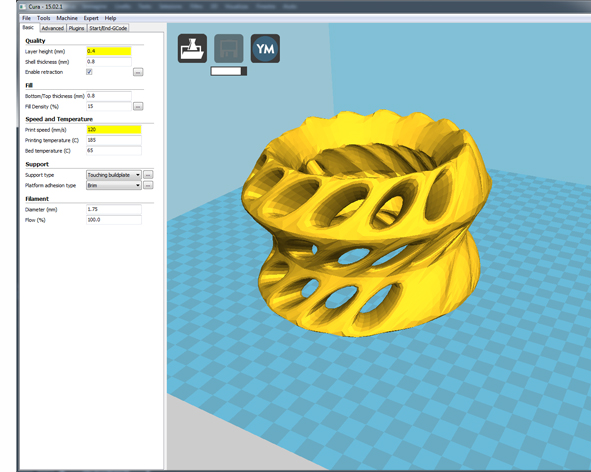 Cura - 15.02.1
File Tools Machine Expert Help
Basic Advanced Plugins Start/End-GCode
Quality
Layer height (mm) 0.4
Shell thickness (mm) 0.8
Enable retraction ...
Fill
Bottom/Top thickness (mm) 0.8
Fill Density (%) 15 ...
Speed and Temperature
Print speed (mm/s) 120
Printing temperature (C) 185
Bed temperature (C) 65
Support
Support type Touching buildplate ...
Platform adhesion type Brim ...
Filament
Diameter (mm) 1.75
Flow (%) 100.0
YM